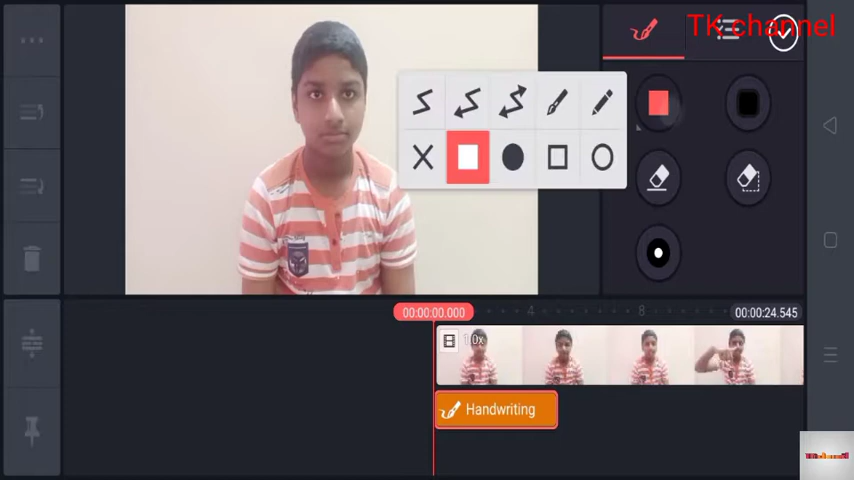 TK channel
00:00:00.000
4
8
00:00:24.545
1.0x
Handwriting